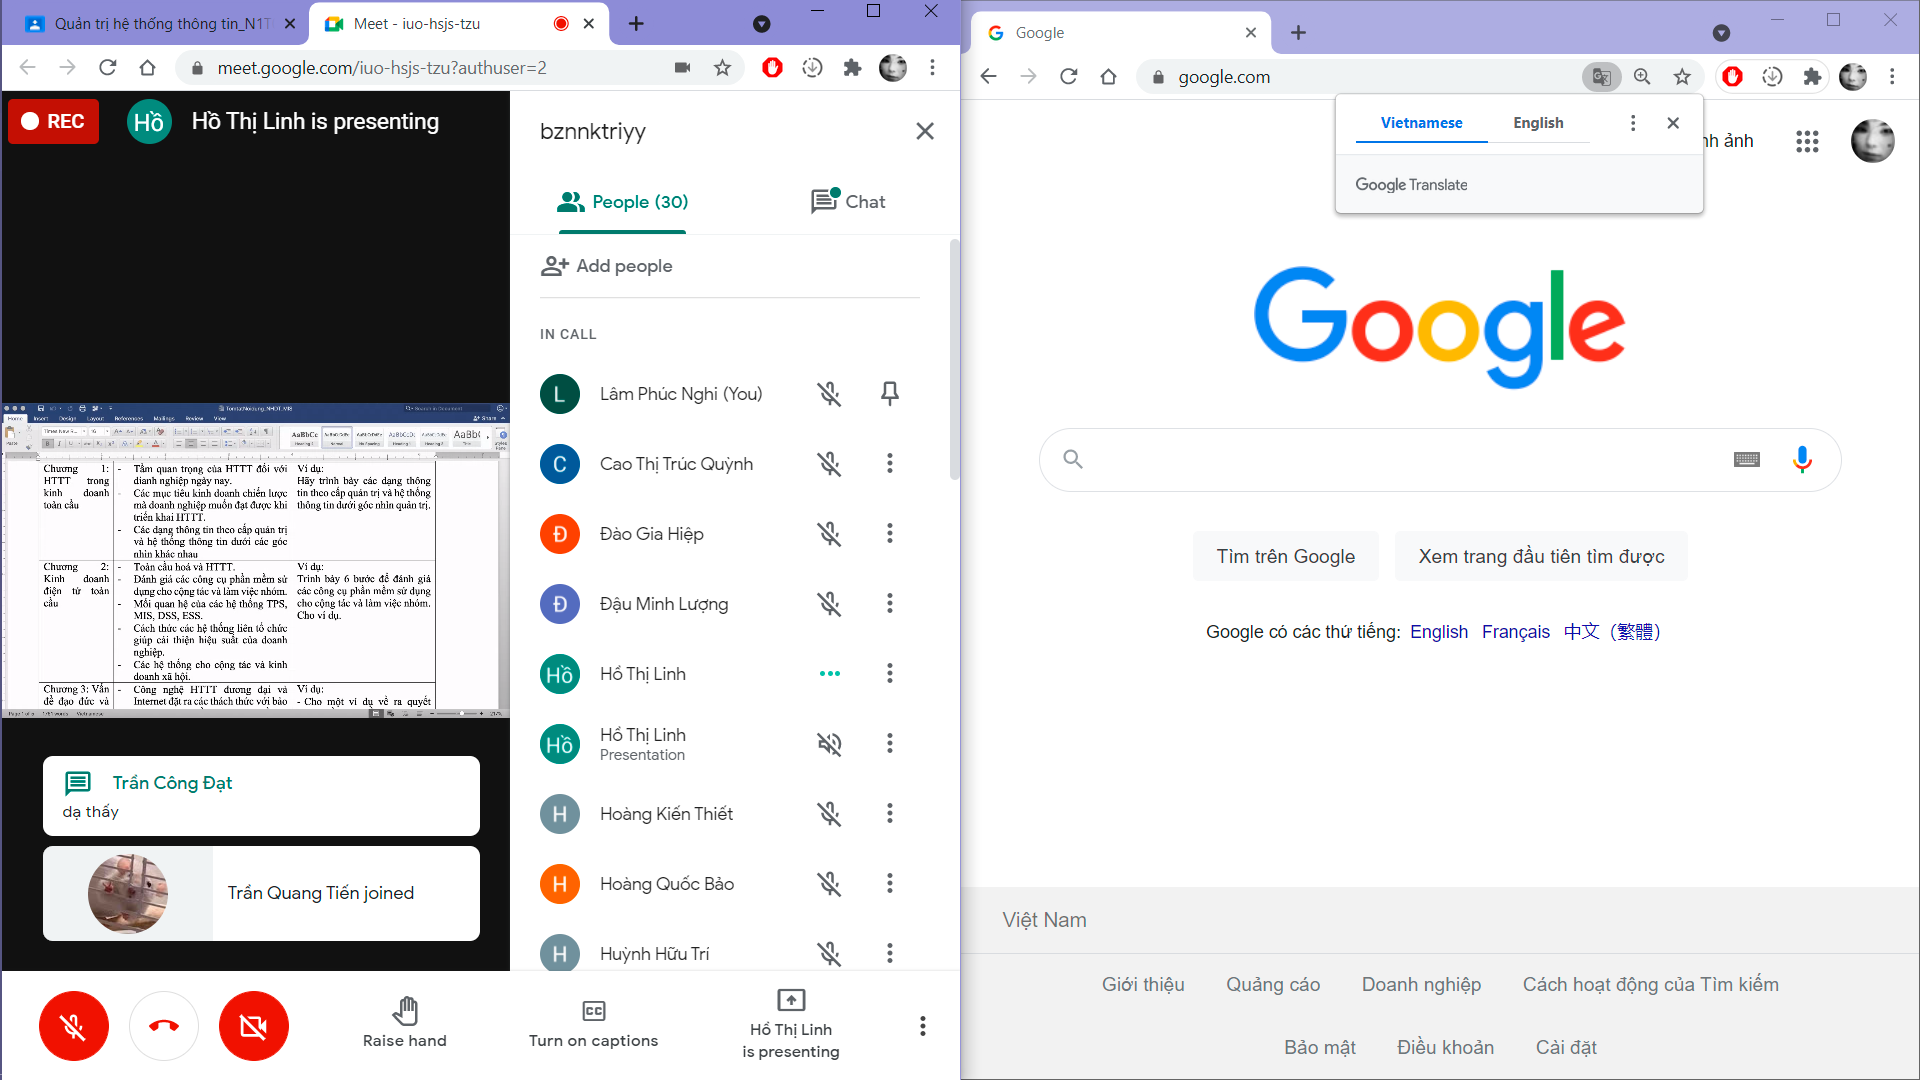 Quản trị hệ thống thông tin_N1T
Meet - iuo-hsjs-tzu
meet.google.com/iuo-hsjs-tzu?authuser=2
REC
Hồ
Hồ Thị Linh is presenting
bznnktriyy
People (30)
Chat
Add people
IN CALL
L
Lâm Phúc Nghi (You)
C
Cao Thị Trúc Quỳnh
Đ
Đào Gia Hiệp
Đ
Đậu Minh Lượng
Hồ
Hồ Thị Linh
Hồ
Hồ Thị Linh
Presentation
H
Hoàng Kiến Thiết
H
Hoàng Quốc Bảo
H
Huỳnh Hữu Trí
TomtatNoidung_NHDT_MIS
Search in Document
Home Insert Design Layout References Mailings Review View
Share
Chương 1: HTTT trong kinh doanh toàn cầu
- Tầm quan trọng của HTTT đối với
doanh nghiệp ngày nay.
- Các mục tiêu kinh doanh chiến lược
mà doanh nghiệp muốn đạt được khi
triển khai HTTT.
- Các dạng thông tin theo cấp quản trị
và hệ thống thông tin dưới các góc
nhìn khác nhau
Ví dụ:
Hãy trình bày các dạng thông
tin theo cấp quản trị và hệ thống
thông tin dưới góc nhìn quản trị.
Chương 2: Kinh doanh điện tử toàn cầu
- Toàn cầu hoá và HTTT.
- Đánh giá các công cụ phần mềm sử
dụng cho cộng tác và làm việc nhóm.
- Mối quan hệ của các hệ thống TPS,
MIS, DSS, ESS.
- Cách thức các hệ thống liên tổ chức
giúp cải thiện hiệu suất của doanh
nghiệp.
- Các hệ thống cho cộng tác và kinh
doanh xã hội.
Ví dụ:
Trình bày 6 bước để đánh giá
các công cụ phần mềm sử dụng
cho cộng tác và làm việc nhóm.
Cho ví dụ.
Chương 3: Vấn
đề đạo đức và
- Công nghệ HTTT đương đại và
Internet đặt ra các thách thức với bảo
Ví dụ:
- Cho một ví dụ về ra quyết
Trần Công Đạt
dạ thấy
Trần Quang Tiến joined
Raise hand
Turn on captions
Hồ Thị Linh
is presenting
Google
google.com
Vietnamese
English
Google Translate
nh ảnh
Google
Tìm trên Google
Xem trang đầu tiên tìm được
Google có các thứ tiếng: English Français 中文（繁體）
Việt Nam
Giới thiệu Quảng cáo Doanh nghiệp Cách hoạt động của Tìm kiếm
Bảo mật Điều khoản Cài đặt